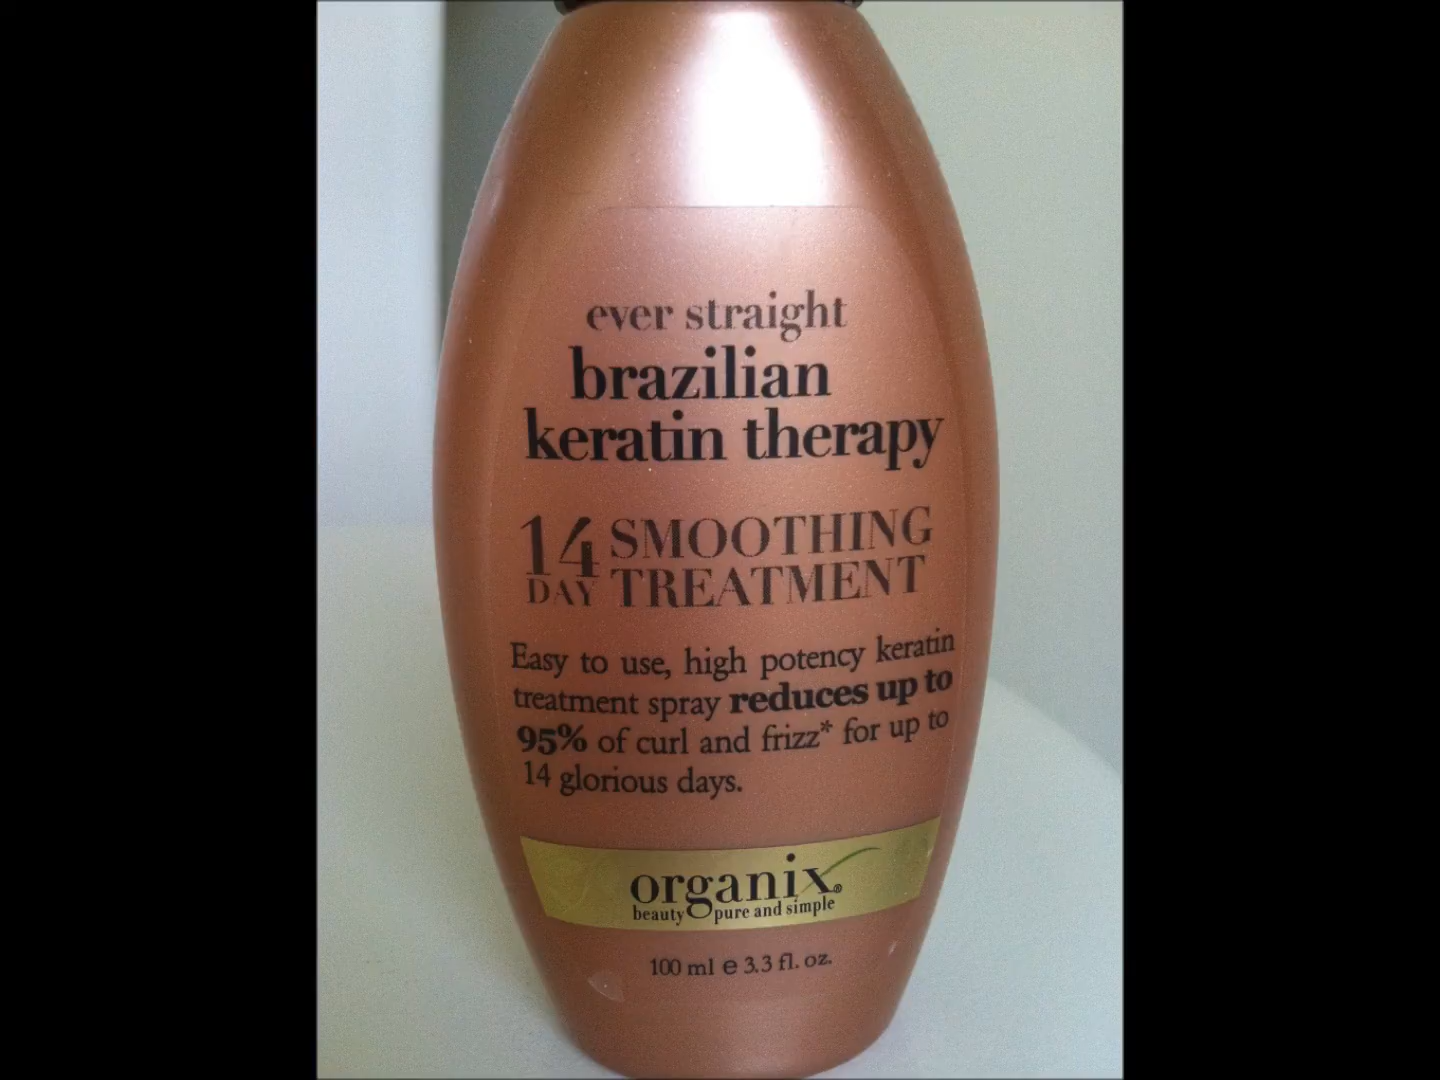 ever straight
brazilian
keratin therapy
14 SMOOTHING
DAY TREATMENT
Easy to use, high potency keratin
treatment spray reduces up to
95% of curl and frizz* for up to
14 glorious days.
organix®
beauty pure and simple
100 ml e 3.3 fl. oz.